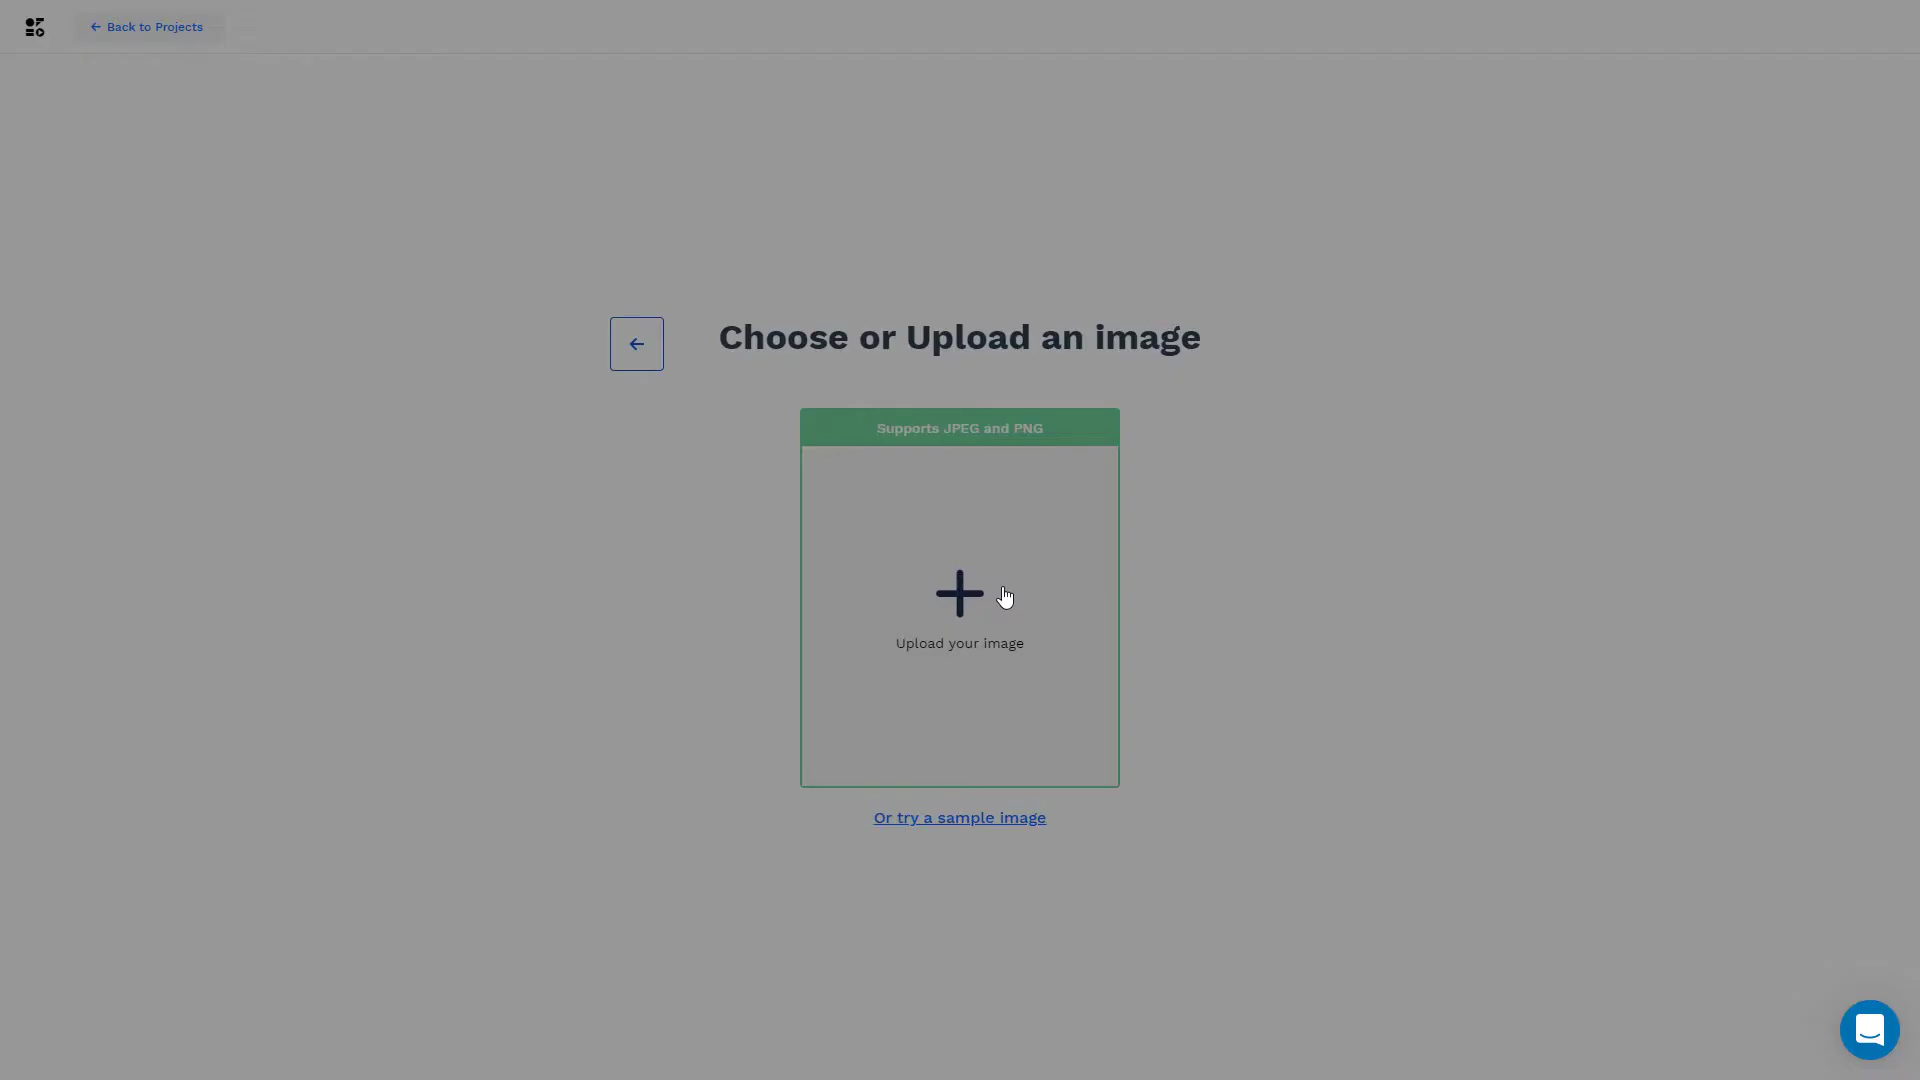 Back to Projects
Choose or Upload an image
Supports JPEG and PNG
Upload your image
Or try a sample image